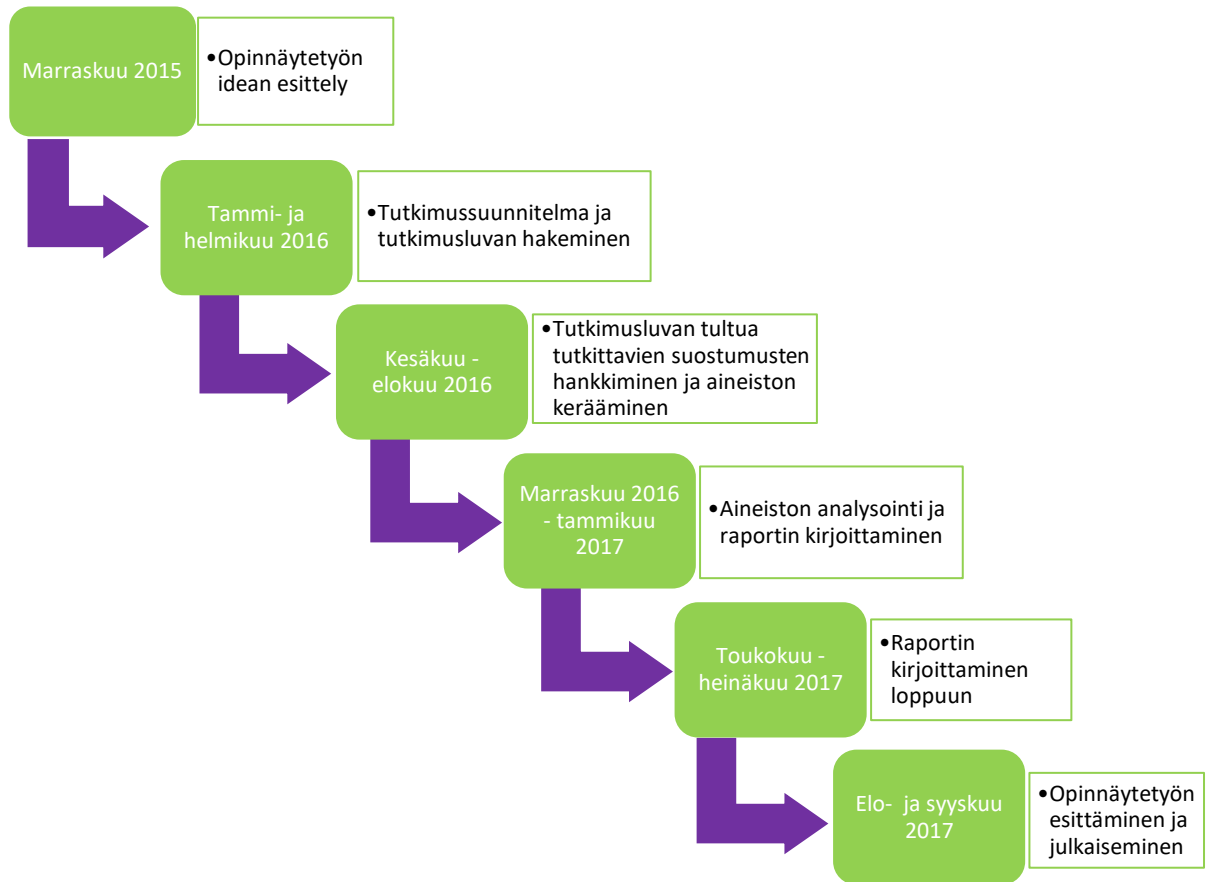 Marraskuu 2015
•Opinnäytetyön
idean esittely
Tammi- ja
helmikuu 2016
•Tutkimussuunnitelma ja
tutkimusluvan hakeminen
Kesäkuu -
elokuu 2016
•Tutkimusluvan tultua
tutkittavien suostumusten
hankkiminen ja aineiston
kerääminen
Marraskuu 2016
- tammikuu
2017
•Aineiston analysointi ja
raportin kirjoittaminen
Toukokuu -
heinäkuu 2017
•Raportin
kirjoittaminen
loppuun
Elo- ja syyskuu
2017
•Opinnäytetyön
esittäminen ja
julkaiseminen